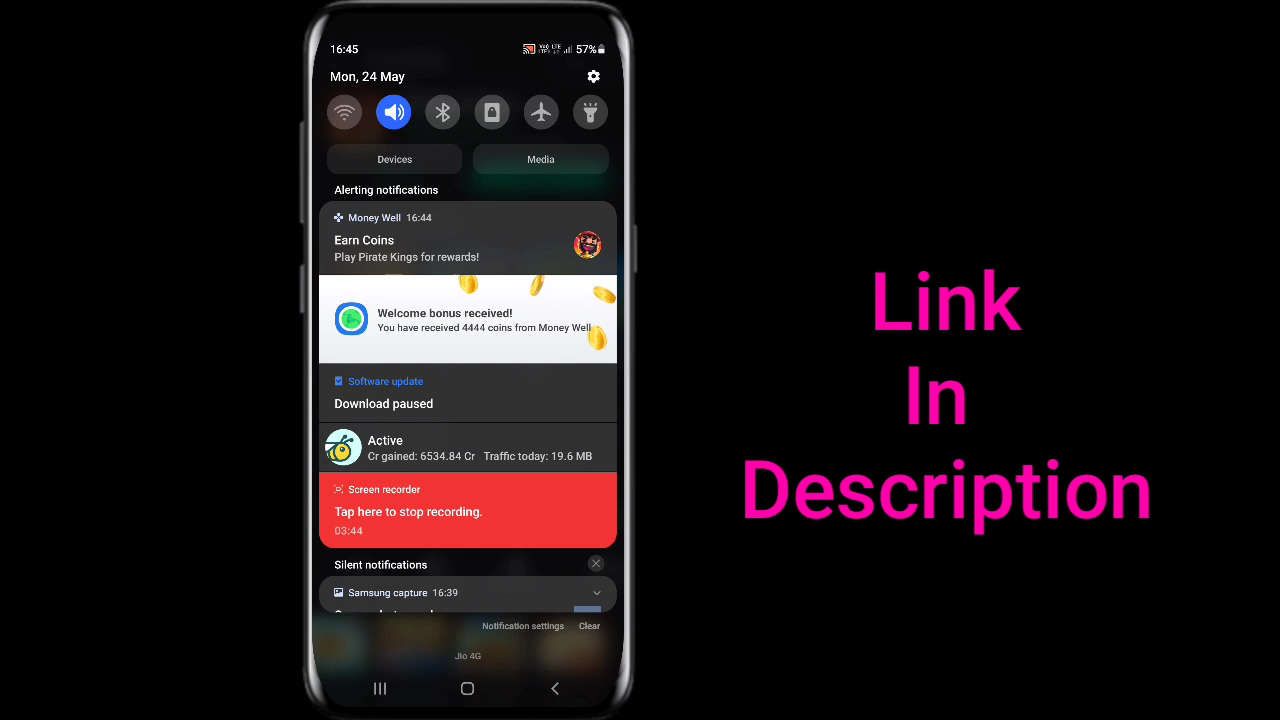 16:45
57%
Mon, 24 May
Devices
Media
Alerting notifications
Money Well 16:44
Earn Coins
Play Pirate Kings for rewards!
Welcome bonus received!
You have received 4444 coins from Money Well
Software update
Download paused
Active
Cr gained: 6534.84 Cr Traffic today: 19.6 MB
Screen recorder
Tap here to stop recording.
03:44
Silent notifications
Samsung capture 16:39
Notification settings Clear
Jio 4G
Link
In
Description